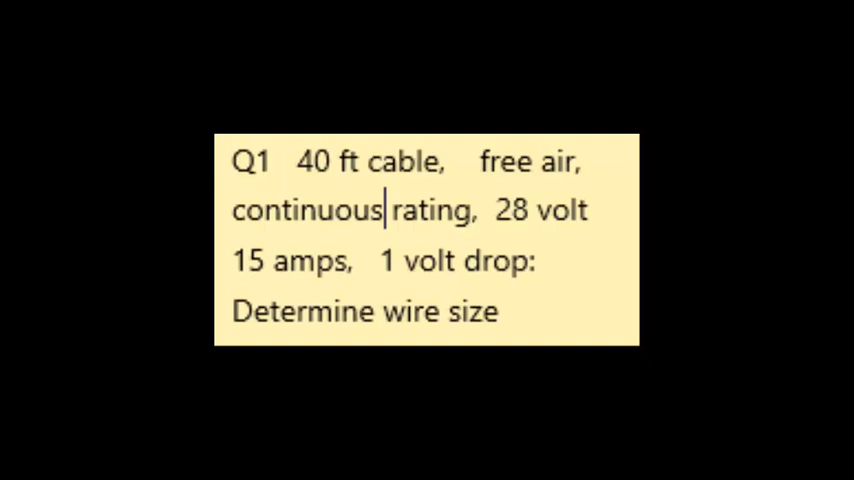 Q1 40 ft cable, free air,
continuous rating, 28 volt
15 amps, 1 volt drop:
Determine wire size